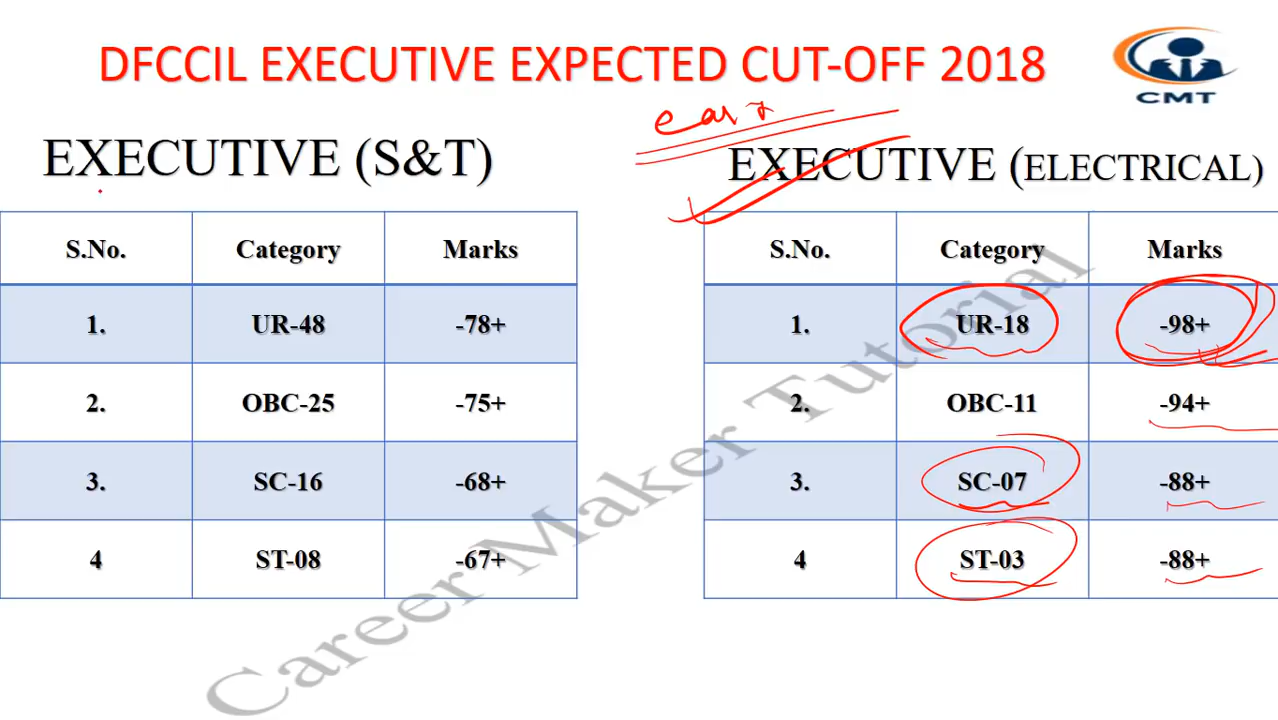 DFCCIL EXECUTIVE EXPECTED CUT-OFF 2018
CMT
EXECUTIVE (S&T)
S.No. Category Marks
1. UR-48 -78+
2. OBC-25 -75+
3. SC-16 -68+
4 ST-08 -67+
EXECUTIVE (ELECTRICAL)
S.No. Category Marks
1. UR-18 -98+
2. OBC-11 -94+
3. SC-07 -88+
4 ST-03 -88+
Career Maker Tutorial